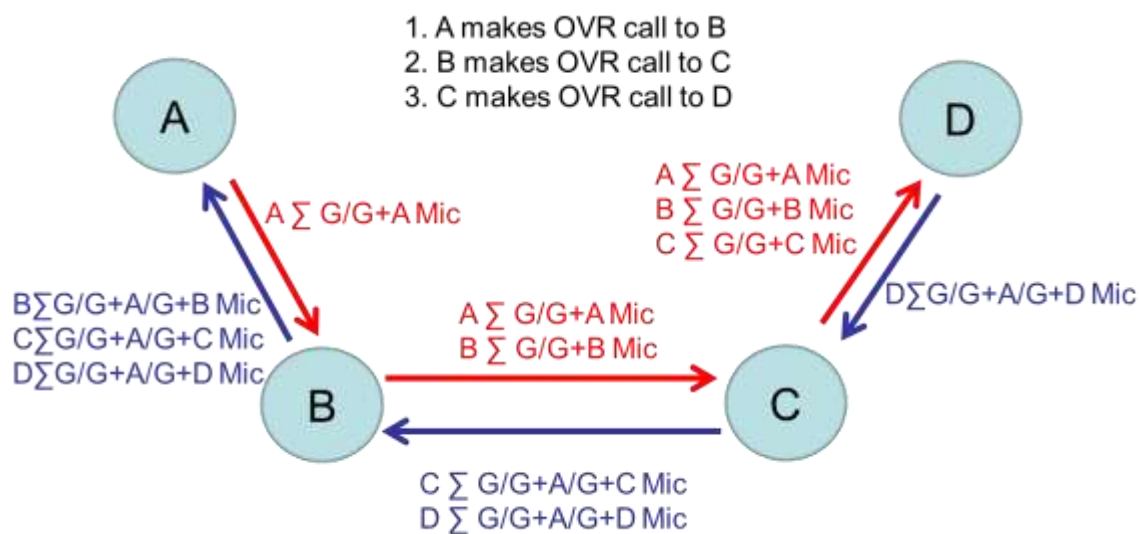 1. A makes OVR call to B
2. B makes OVR call to C
3. C makes OVR call to D
A
D
A ∑ G/G+A Mic
A ∑ G/G+A Mic
B ∑ G/G+B Mic
C ∑ G/G+C Mic
B∑G/G+A/G+B Mic
C∑G/G+A/G+C Mic
D∑G/G+A/G+D Mic
A ∑ G/G+A Mic
B ∑ G/G+B Mic
D∑G/G+A/G+D Mic
B
C
C ∑ G/G+A/G+C Mic
D ∑ G/G+A/G+D Mic